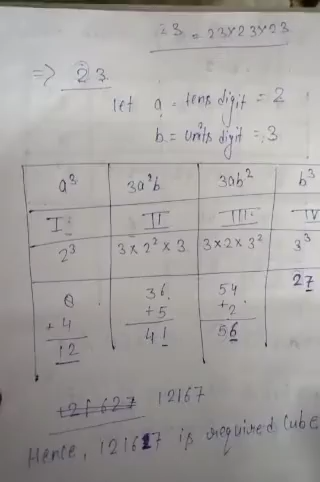 23 = 23×23×23
=> 23
let a = tens digit = 2
b = units digit = 3
a³ 3a²b 3ab² b³
I II III IV
2³ 3×2²×3 3×2×3² 3³
8 36 54 27
+4 +5 +2
12 41 56
12167
Hence, 12167 is required Cube